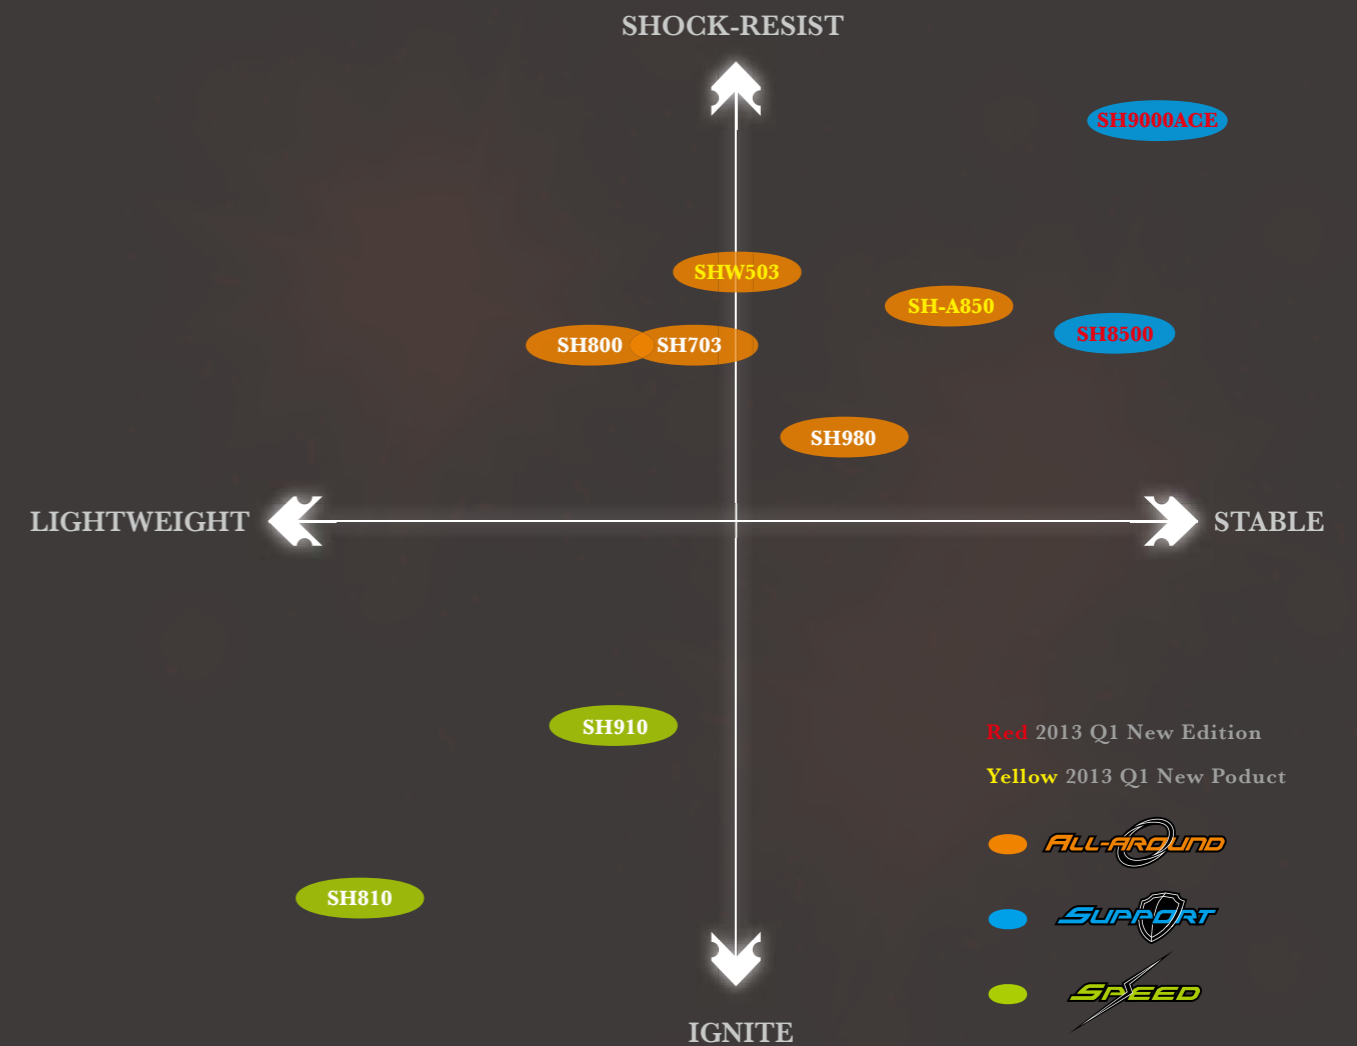 SHOCK-RESIST
SH9000ACE
SHW503
SH-A850
SH8500
SH800
SH703
SH980
LIGHTWEIGHT
STABLE
SH910
Red 2013 Q1 New Edition
Yellow 2013 Q1 New Poduct
ALL-AROUND
SH810
SUPPORT
SPEED
IGNITE